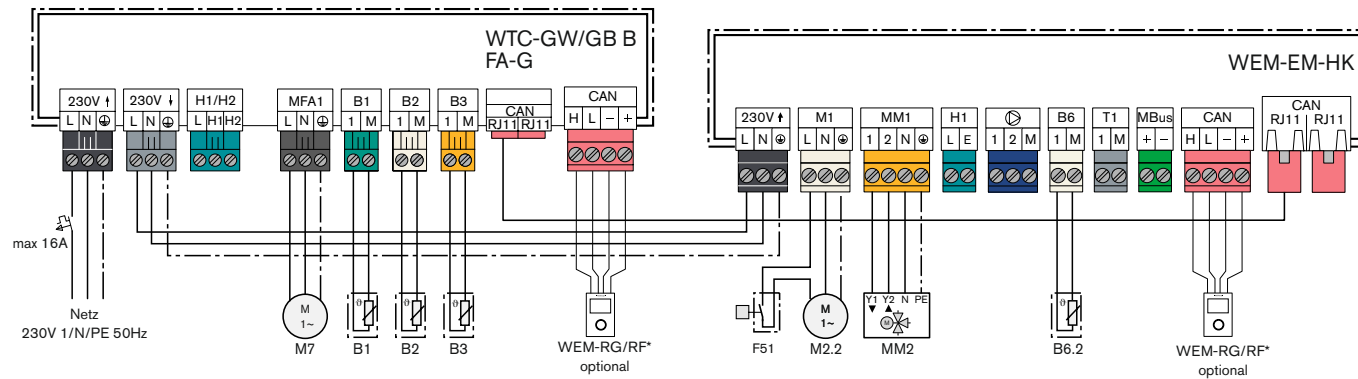 WTC-GW/GB B
FA-G
WEM-EM-HK
230V ↑
230V ↓
H1/H2
MFA1
B1
B2
B3
CAN
RJ11 RJ11
CAN
L N
L N
L H1 H2
L N
1 M
1 M
1 M
H L − +
230V ↑
M1
MM1
H1
B6
T1
MBus
CAN
CAN
RJ11 RJ11
L N
L N
1 2 N
L E
1 2 M
1 M
1 M
+ −
H L − +
max 16A
Netz
230V 1/N/PE 50Hz
M
1~
M7
ϑ
B1
ϑ
B2
ϑ
B3
WEM-RG/RF*
optional
F51
M
1~
M2.2
Y1 Y2 N PE
M
MM2
ϑ
B6.2
WEM-RG/RF*
optional